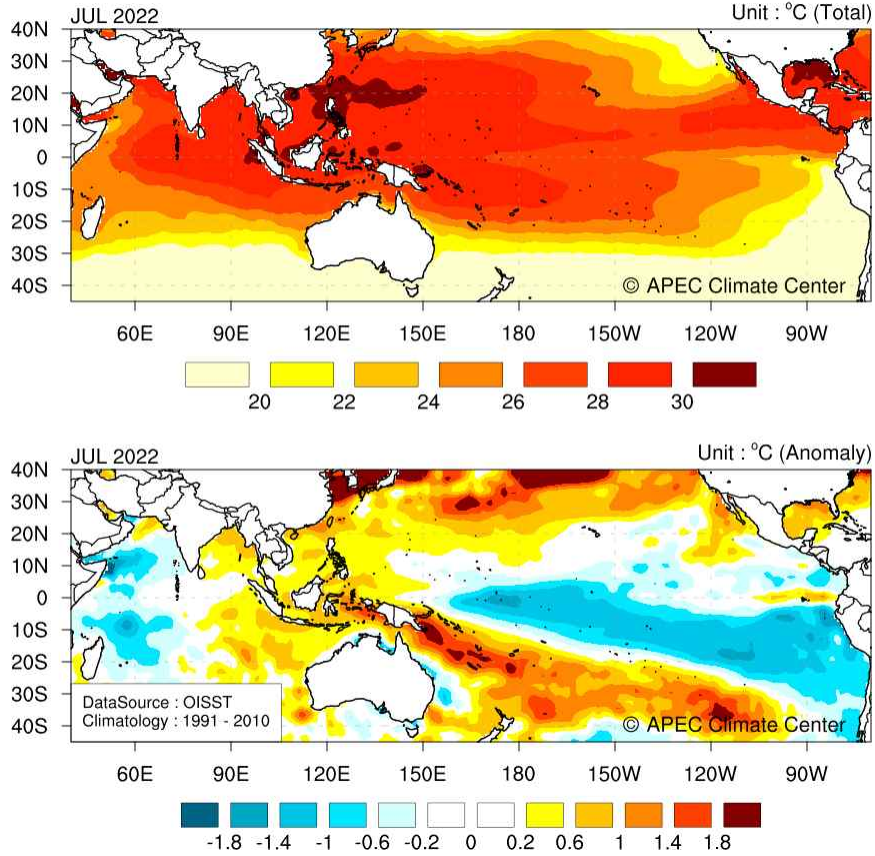 JUL 2022 Unit : °C (Total)
40N
30N
20N
10N
0
10S
20S
30S
40S
© APEC Climate Center
60E 90E 120E 150E 180 150W 120W 90W
20 22 24 26 28 30
JUL 2022 Unit : °C (Anomaly)
40N
30N
20N
10N
0
10S
20S
30S
40S
DataSource : OISST
Climatology : 1991 - 2010
© APEC Climate Center
60E 90E 120E 150E 180 150W 120W 90W
-1.8 -1.4 -1 -0.6 -0.2 0 0.2 0.6 1 1.4 1.8